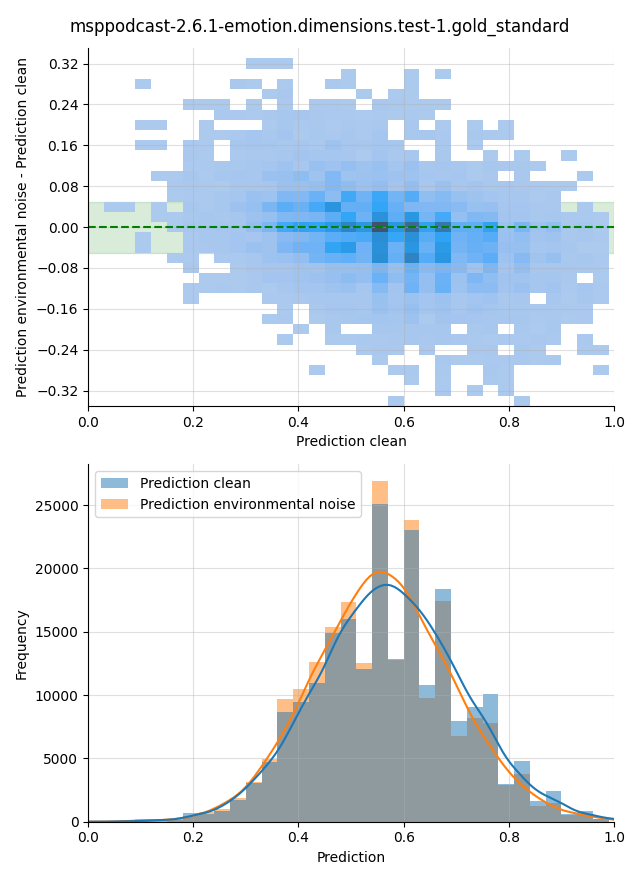 msppodcast-2.6.1-emotion.dimensions.test-1.gold_standard
Prediction environmental noise - Prediction clean
0.32
0.24
0.16
0.08
0.00
−0.08
−0.16
−0.24
−0.32
0.0 0.2 0.4 0.6 0.8 1.0
Prediction clean
Prediction clean
Prediction environmental noise
Frequency
25000
20000
15000
10000
5000
0
0.0 0.2 0.4 0.6 0.8 1.0
Prediction